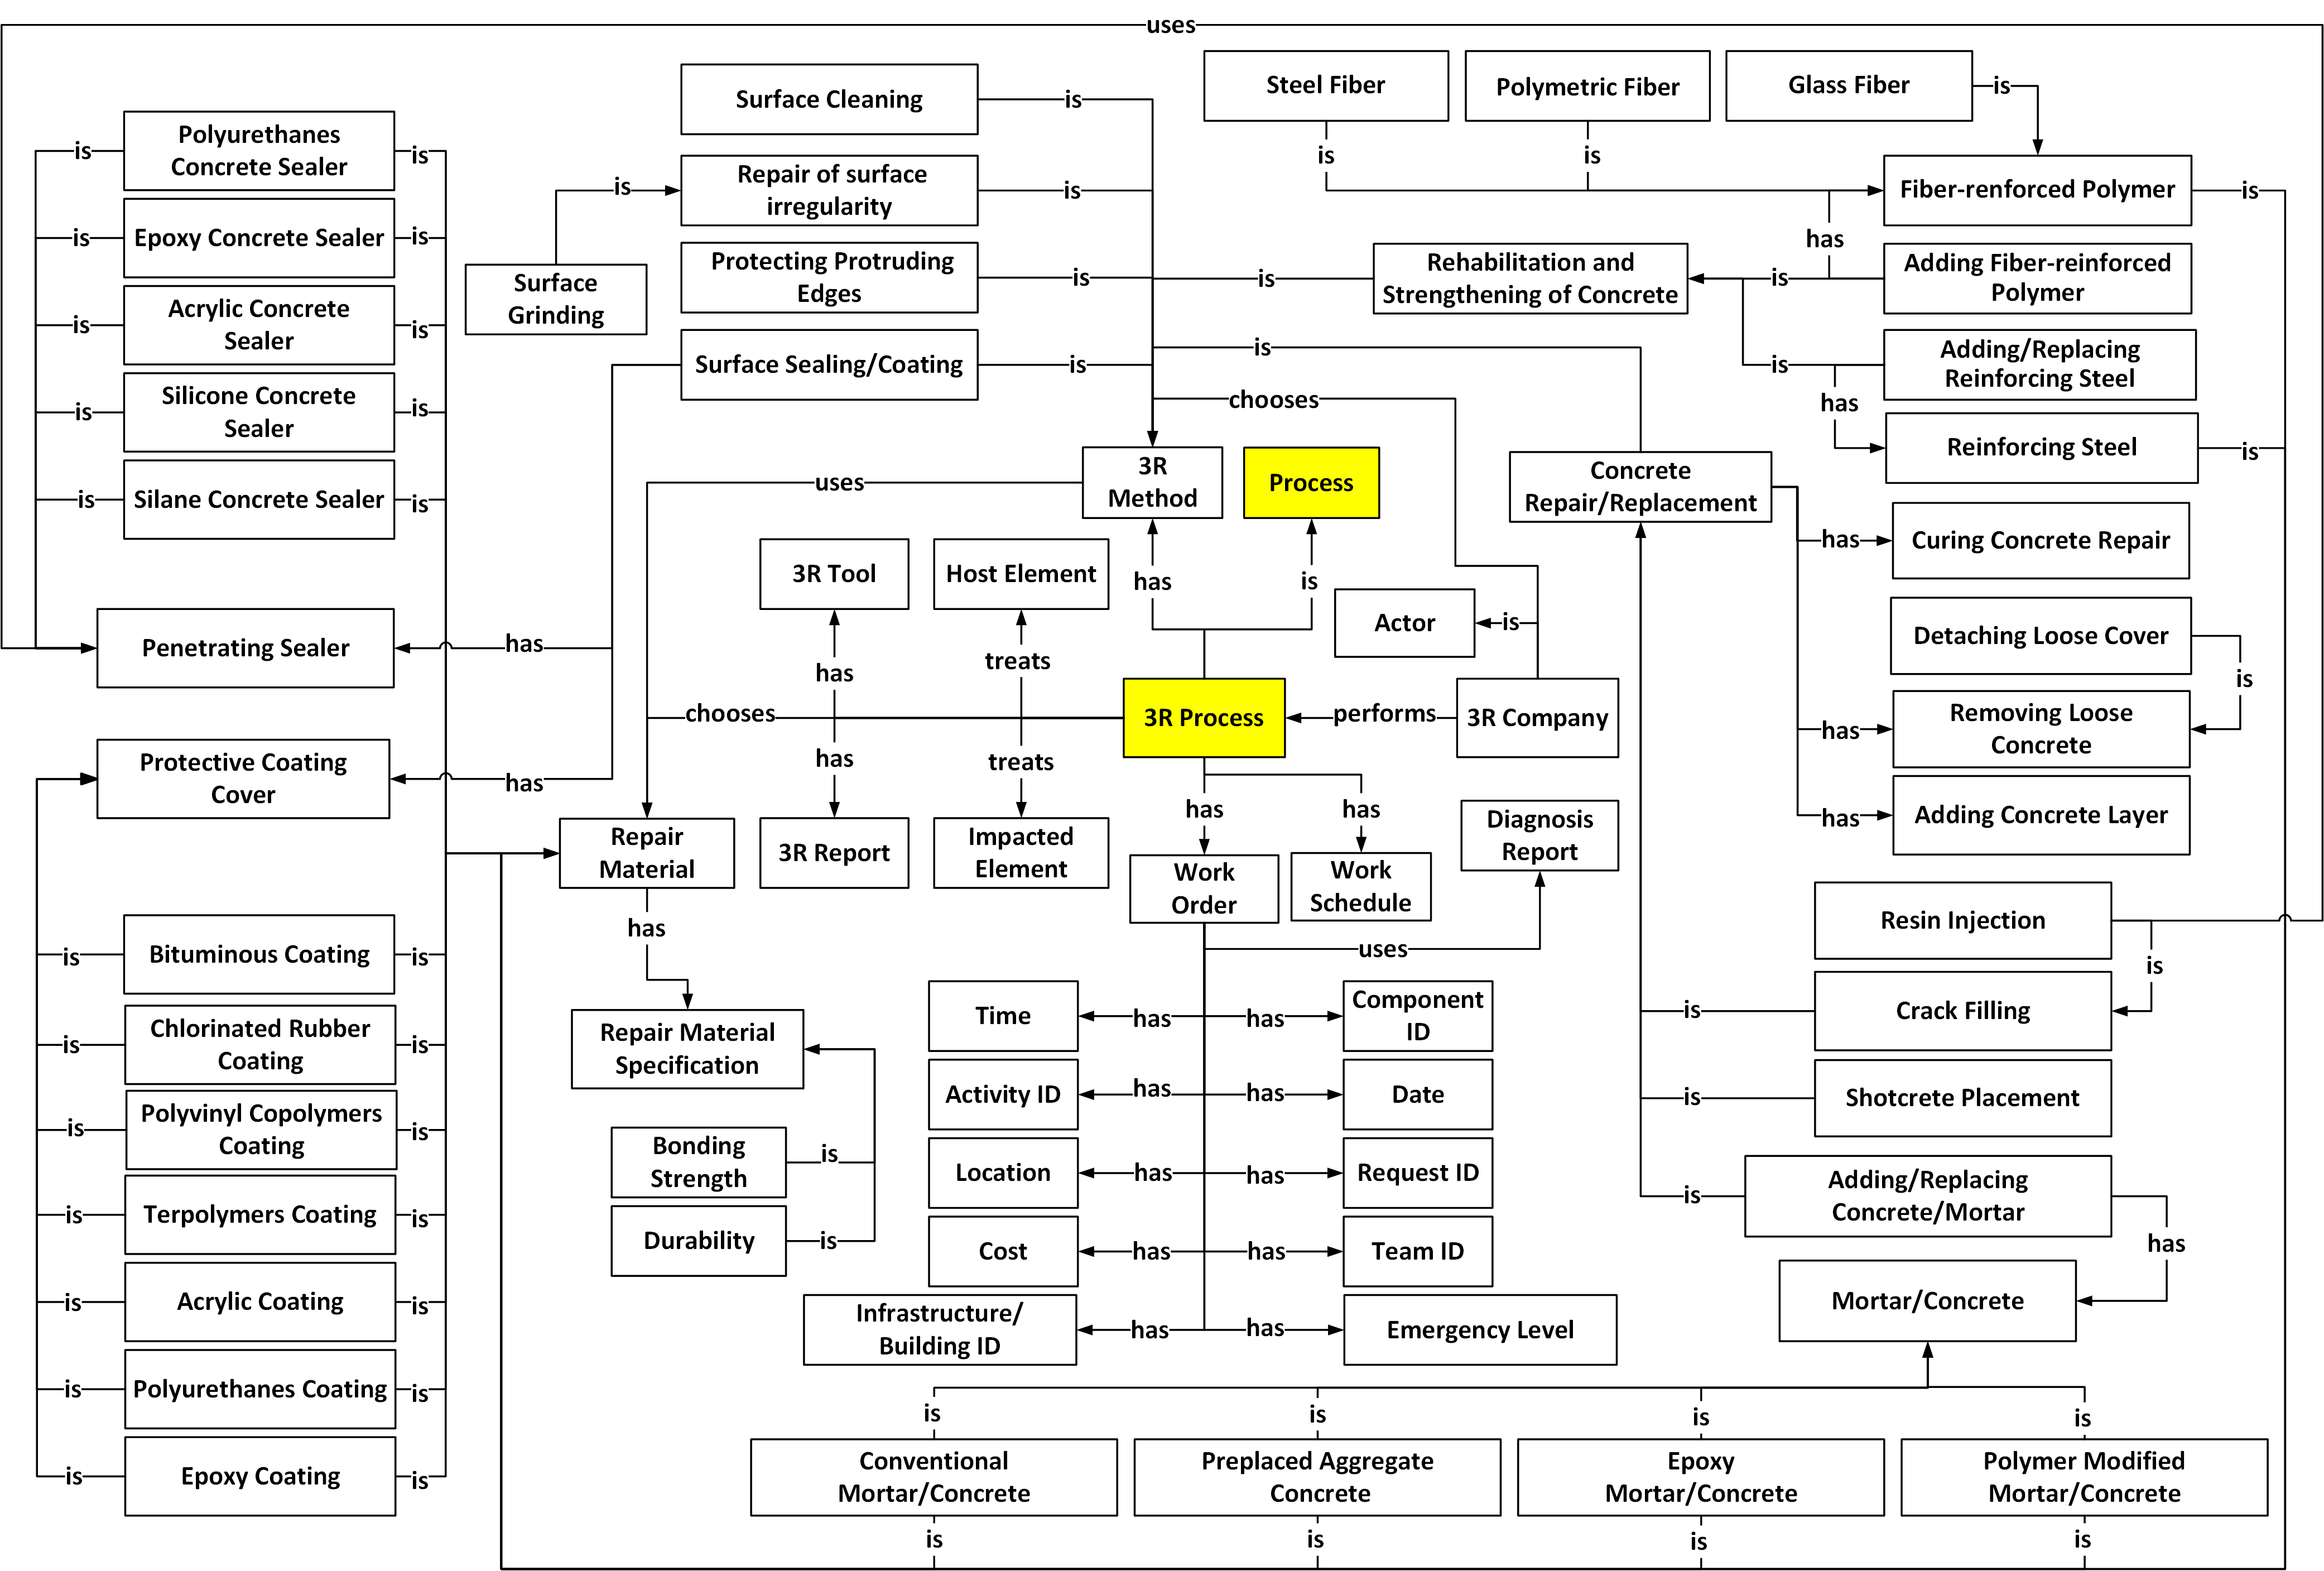 uses
Steel Fiber
Polymetric Fiber
Glass Fiber
is
Surface Cleaning
is
Polyurethanes
Concrete Sealer
is
is
is
is
Repair of surface
irregularity
is
is
Fiber-renforced Polymer
is
Epoxy Concrete Sealer
is
is
has
Surface
Grinding
Protecting Protruding
Edges
is
Rehabilitation and
Strengthening of Concrete
is
is
Adding Fiber-reinforced
Polymer
Acrylic Concrete
Sealer
is
is
Surface Sealing/Coating
is
is
is
Adding/Replacing
Reinforcing Steel
Silicone Concrete
Sealer
is
is
chooses
has
Reinforcing Steel
is
Silane Concrete Sealer
is
is
uses
3R
Method
Process
Concrete
Repair/Replacement
has
Curing Concrete Repair
3R Tool
Host Element
has
is
Actor
is
Detaching Loose Cover
is
Penetrating Sealer
has
has
treats
chooses
3R Process
performs
3R Company
has
Removing Loose
Concrete
Protective Coating
Cover
has
has
treats
has
has
has
Adding Concrete Layer
Repair
Material
3R Report
Impacted
Element
Work
Order
Work
Schedule
Diagnosis
Report
has
uses
Resin Injection
is
Bituminous Coating
is
is
Repair Material
Specification
Time
has
has
Component
ID
is
Crack Filling
Chlorinated Rubber
Coating
is
is
Activity ID
has
has
Date
is
Shotcrete Placement
Polyvinyl Copolymers
Coating
is
is
Bonding
Strength
is
Location
has
has
Request ID
is
Adding/Replacing
Concrete/Mortar
has
Terpolymers Coating
is
is
Durability
is
Cost
has
has
Team ID
Acrylic Coating
is
is
Infrastructure/
Building ID
has
has
Emergency Level
Mortar/Concrete
Polyurethanes Coating
is
is
is
is
is
is
Epoxy Coating
is
is
Conventional
Mortar/Concrete
Preplaced Aggregate
Concrete
Epoxy
Mortar/Concrete
Polymer Modified
Mortar/Concrete
is
is
is
is